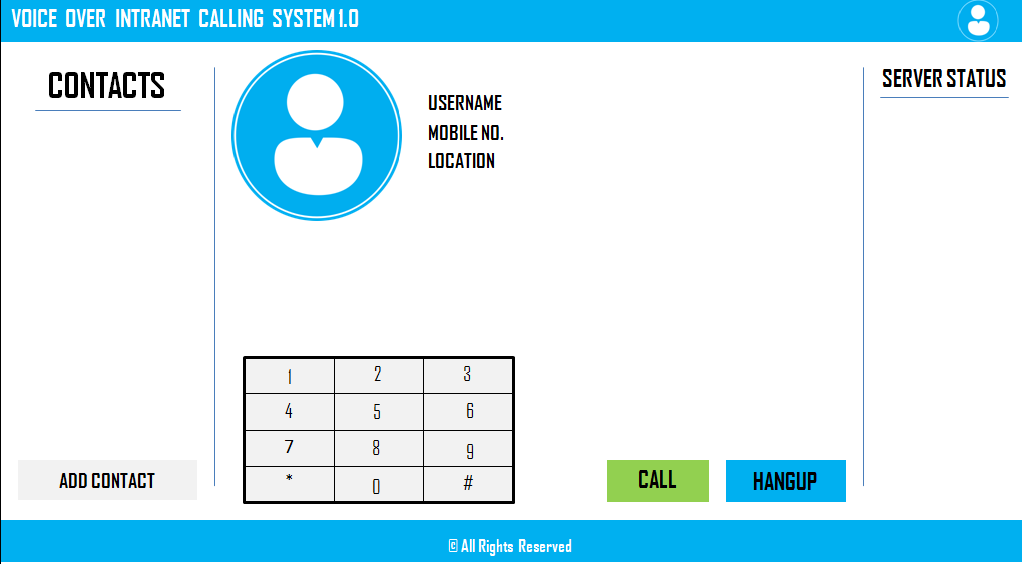 VOICE OVER INTRANET CALLING SYSTEM 1.0
CONTACTS
ADD CONTACT
USERNAME
MOBILE NO.
LOCATION
1 2 3
4 5 6
7 8 9
* 0 #
CALL HANGUP
SERVER STATUS
© All Rights Reserved